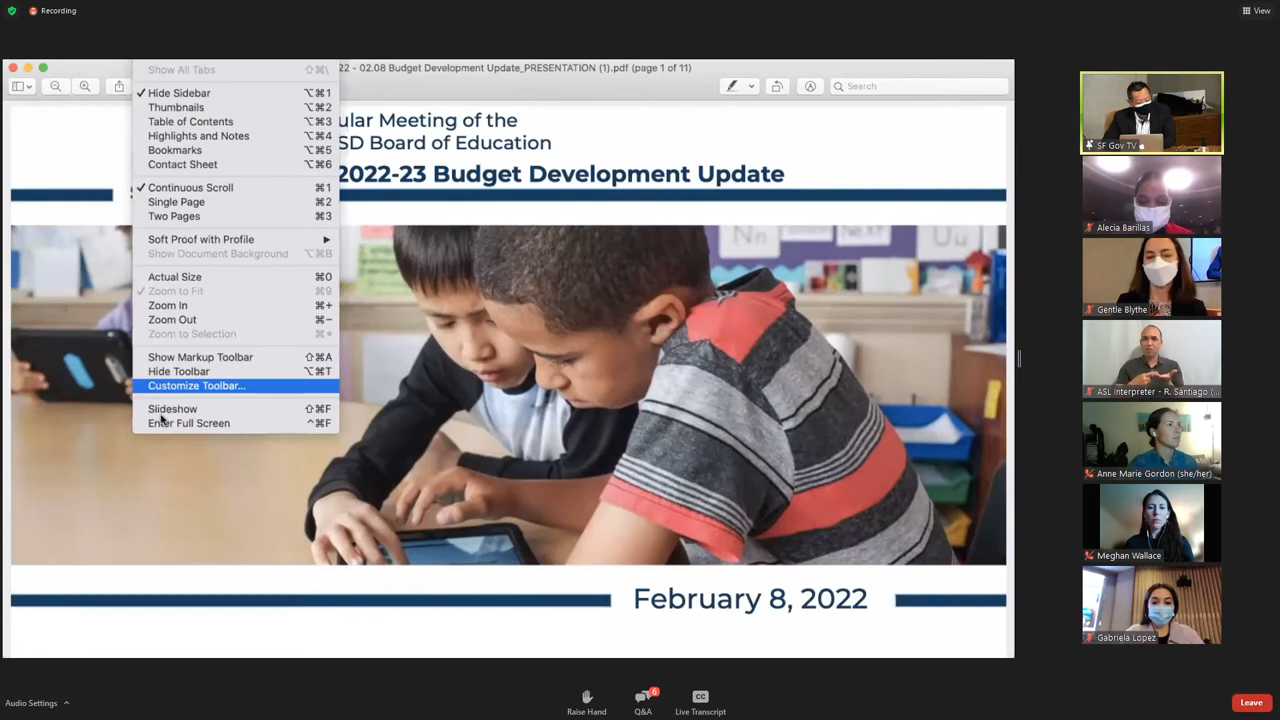 Recording
View
22 - 02.08 Budget Development Update_PRESENTATION (1).pdf (page 1 of 11)
Search
Show All Tabs ⇧⌘\
✓ Hide Sidebar ⌥⌘1
Thumbnails ⌥⌘2
Table of Contents ⌥⌘3
Highlights and Notes ⌥⌘4
Bookmarks ⌥⌘5
Contact Sheet ⌥⌘6
✓ Continuous Scroll ⌘1
Single Page ⌘2
Two Pages ⌘3
Soft Proof with Profile ▶
Show Document Background ⌥⌘B
Actual Size ⌘0
✓ Zoom to Fit ⌘9
Zoom In ⌘+
Zoom Out ⌘−
Zoom to Selection ⌘*
Show Markup Toolbar ⇧⌘A
Hide Toolbar ⌥⌘T
Customize Toolbar...
Slideshow ⇧⌘F
Enter Full Screen ^⌘F
ular Meeting of the
SD Board of Education
2022-23 Budget Development Update
Nn
Uu
February 8, 2022
SF Gov TV
Alecia Barillas
Gentle Blythe
ASL Interpreter - R. Santiago (...
Anne Marie Gordon (she/her)
Meghan Wallace
Gabriela Lopez
Audio Settings
Raise Hand
6
Q&A
CC
Live Transcript
Leave